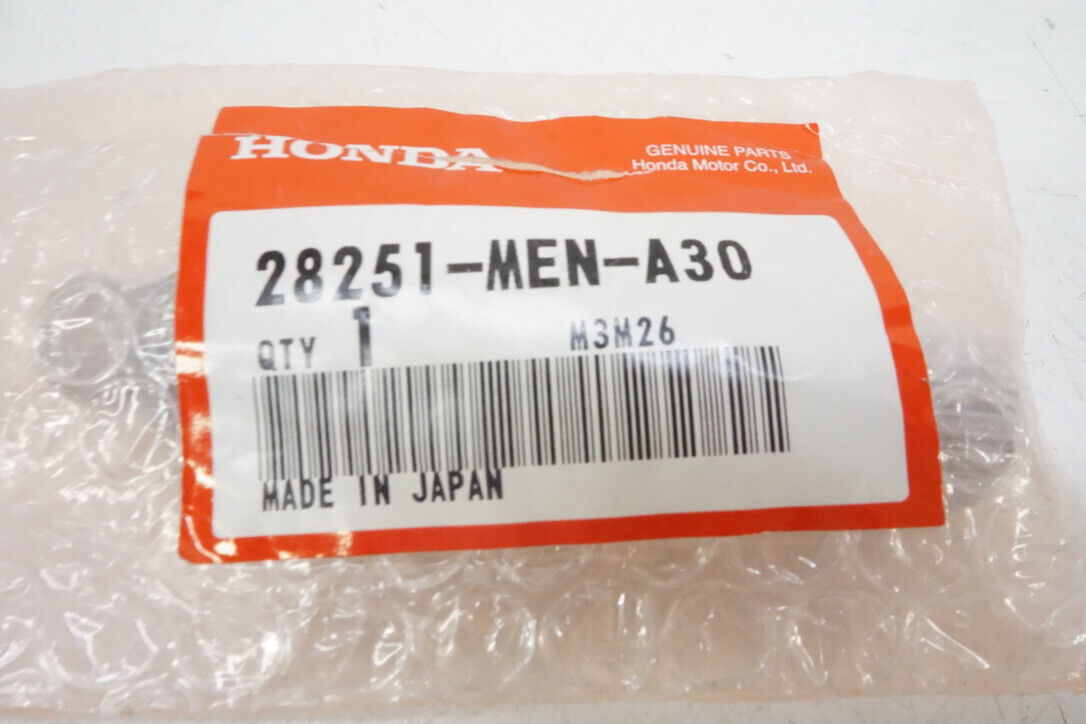 HONDA
GENUINE PARTS
Honda Motor Co., Ltd.
28251-MEN-A30
QTY 1 M3M26
MADE IN JAPAN